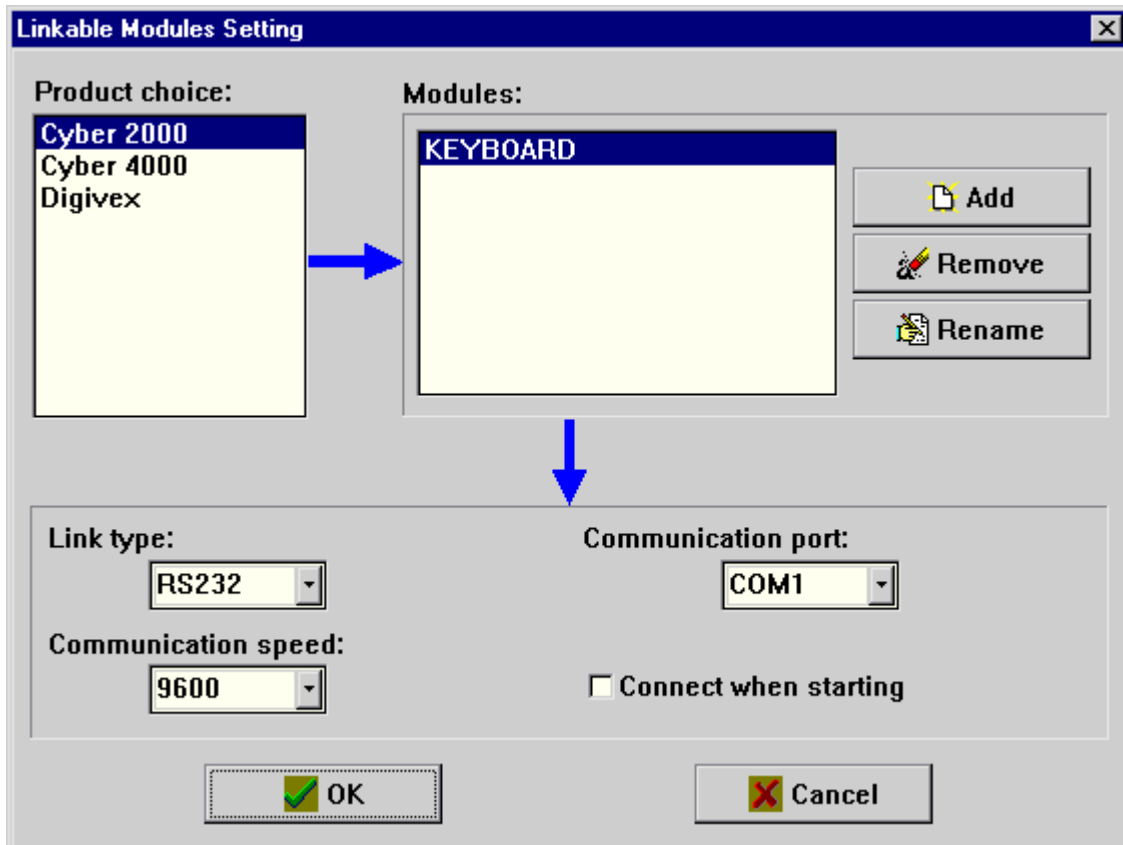 Linkable Modules Setting
Product choice:
Cyber 2000
Cyber 4000
Digivex
Modules:
KEYBOARD
Add
Remove
Rename
Link type:
RS232
Communication port:
COM1
Communication speed:
9600
Connect when starting
OK
Cancel